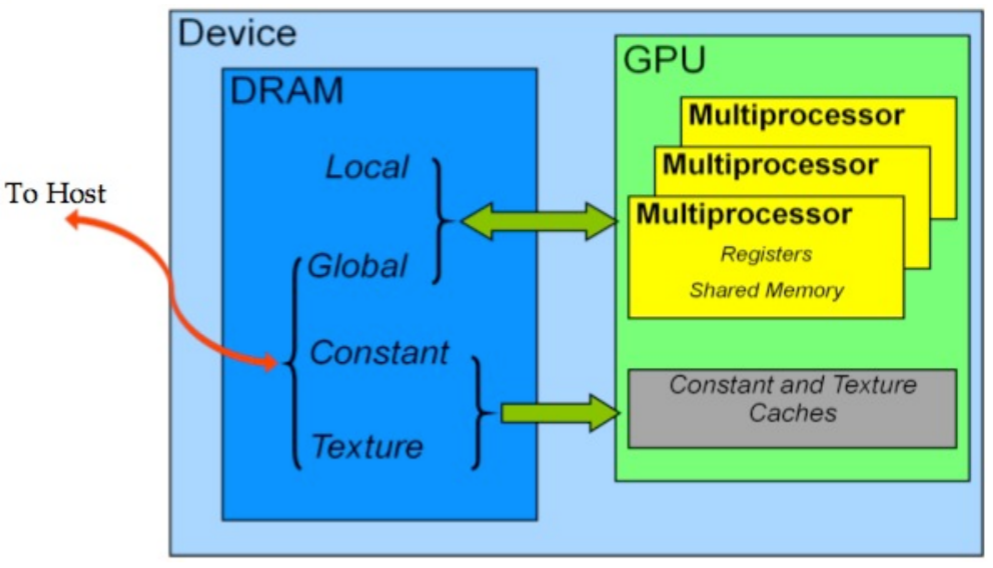 Device
GPU
DRAM
Multiprocessor
Local
Multiprocessor
To Host
Multiprocessor
Registers
Global
Shared Memory
Constant
Constant and Texture
Caches
Texture